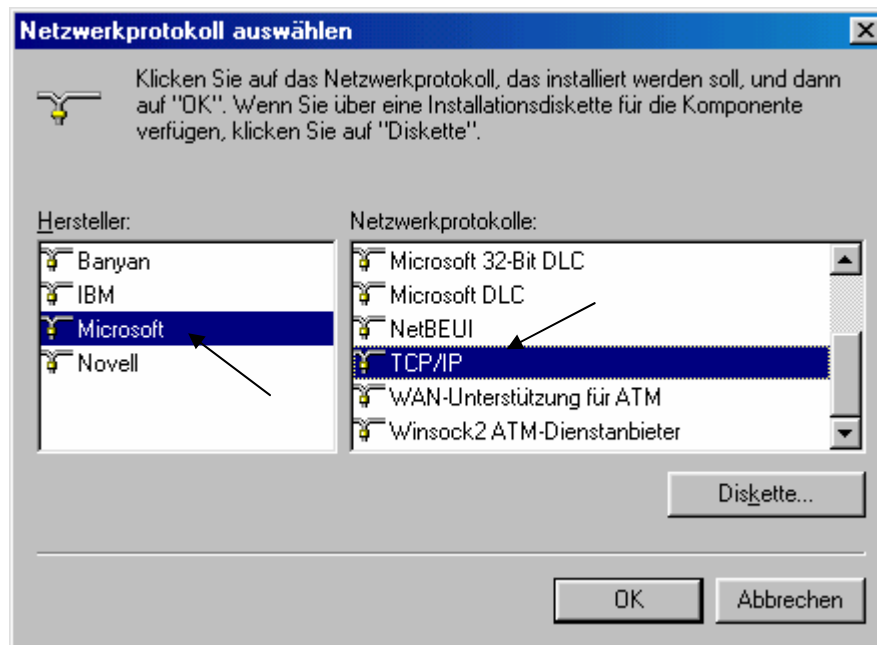 Netzwerkprotokoll auswählen
Klicken Sie auf das Netzwerkprotokoll, das installiert werden soll, und dann
auf "OK". Wenn Sie über eine Installationsdiskette für die Komponente
verfügen, klicken Sie auf "Diskette".
Hersteller:
Banyan
IBM
Microsoft
Novell
Netzwerkprotokolle:
Microsoft 32-Bit DLC
Microsoft DLC
NetBEUI
TCP/IP
WAN-Unterstützung für ATM
Winsock2 ATM-Dienstanbieter
Diskette...
OK
Abbrechen